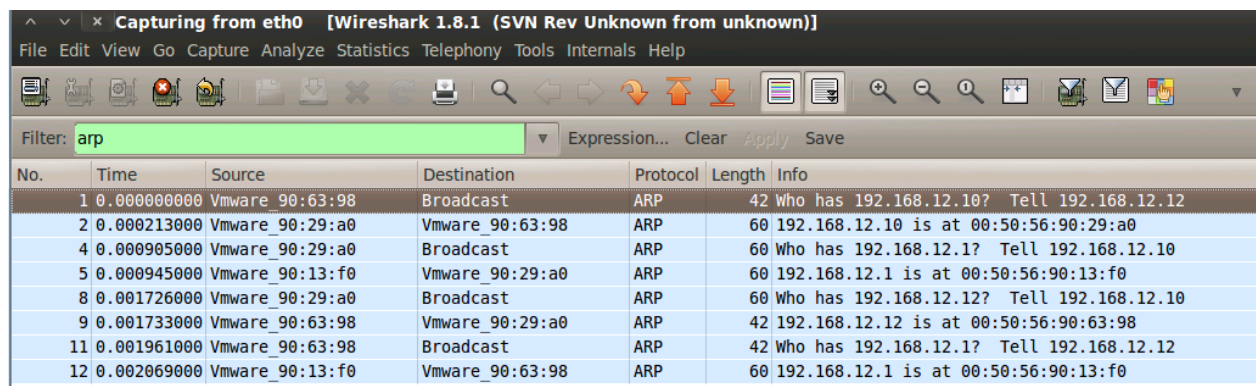 Capturing from eth0 [Wireshark 1.8.1 (SVN Rev Unknown from unknown)]
File Edit View Go Capture Analyze Statistics Telephony Tools Internals Help
Filter: arp Expression... Clear Apply Save
No. Time Source Destination Protocol Length Info
1 0.000000000 Vmware_90:63:98 Broadcast ARP 42 Who has 192.168.12.10? Tell 192.168.12.12
2 0.000213000 Vmware_90:29:a0 Vmware_90:63:98 ARP 60 192.168.12.10 is at 00:50:56:90:29:a0
4 0.000905000 Vmware_90:29:a0 Broadcast ARP 60 Who has 192.168.12.1? Tell 192.168.12.10
5 0.000945000 Vmware_90:13:f0 Vmware_90:29:a0 ARP 60 192.168.12.1 is at 00:50:56:90:13:f0
8 0.001726000 Vmware_90:29:a0 Broadcast ARP 60 Who has 192.168.12.12? Tell 192.168.12.10
9 0.001733000 Vmware_90:63:98 Vmware_90:29:a0 ARP 42 192.168.12.12 is at 00:50:56:90:63:98
11 0.001961000 Vmware_90:63:98 Broadcast ARP 42 Who has 192.168.12.1? Tell 192.168.12.12
12 0.002069000 Vmware_90:13:f0 Vmware_90:63:98 ARP 60 192.168.12.1 is at 00:50:56:90:13:f0